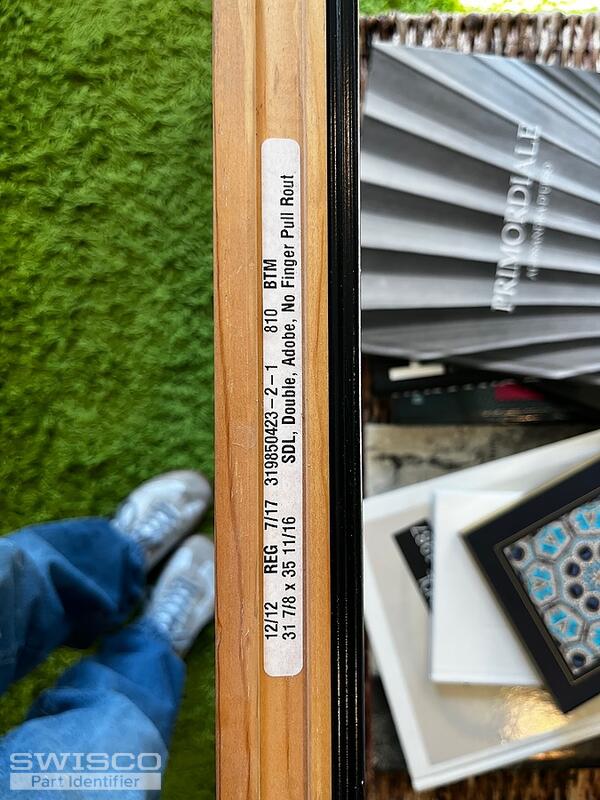 12/12 REG 7/17 319850423-2-1 810 BTM
31 7/8 x 35 11/16 SDL, Double, Adobe, No Finger Pull Rout
PRIMORDIALE
SWISCO
Part Identifier